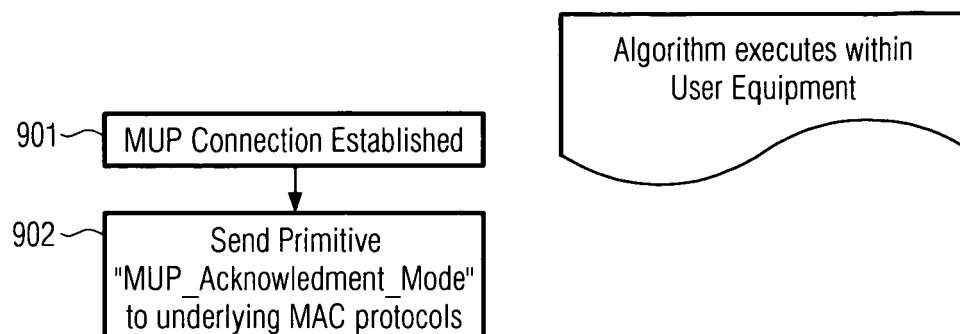 Algorithm executes within
User Equipment
901
MUP Connection Established
902
Send Primitive
"MUP_Acknowledment_Mode"
to underlying MAC protocols